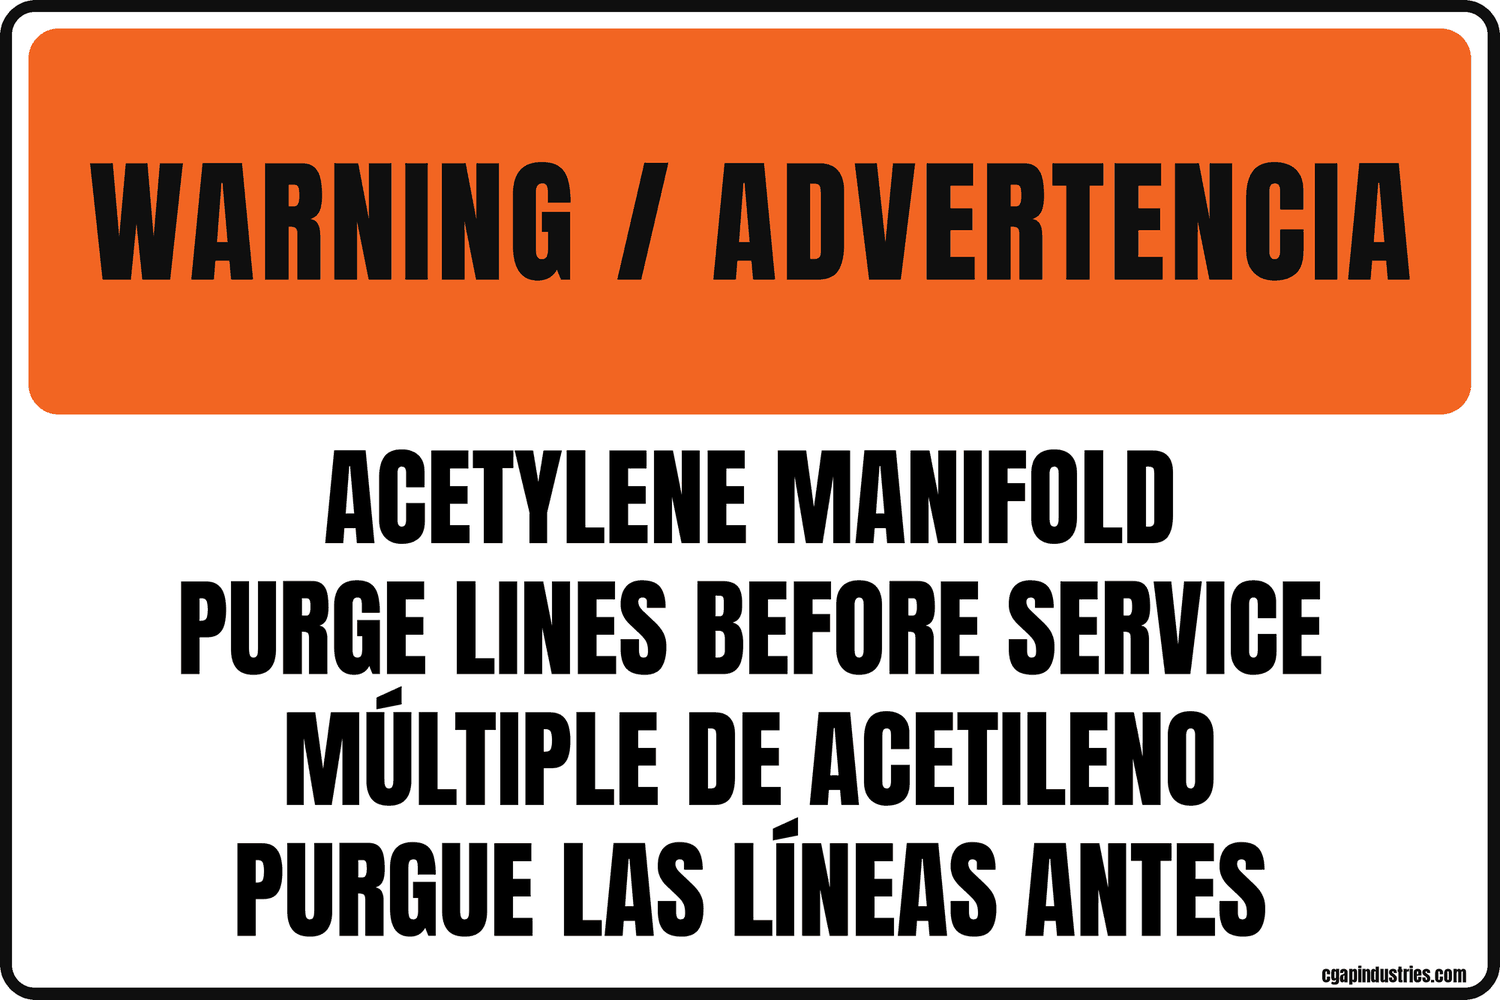 WARNING / ADVERTENCIA
ACETYLENE MANIFOLD
PURGE LINES BEFORE SERVICE
MÚLTIPLE DE ACETILENO
PURGUE LAS LÍNEAS ANTES
cgapindustries.com